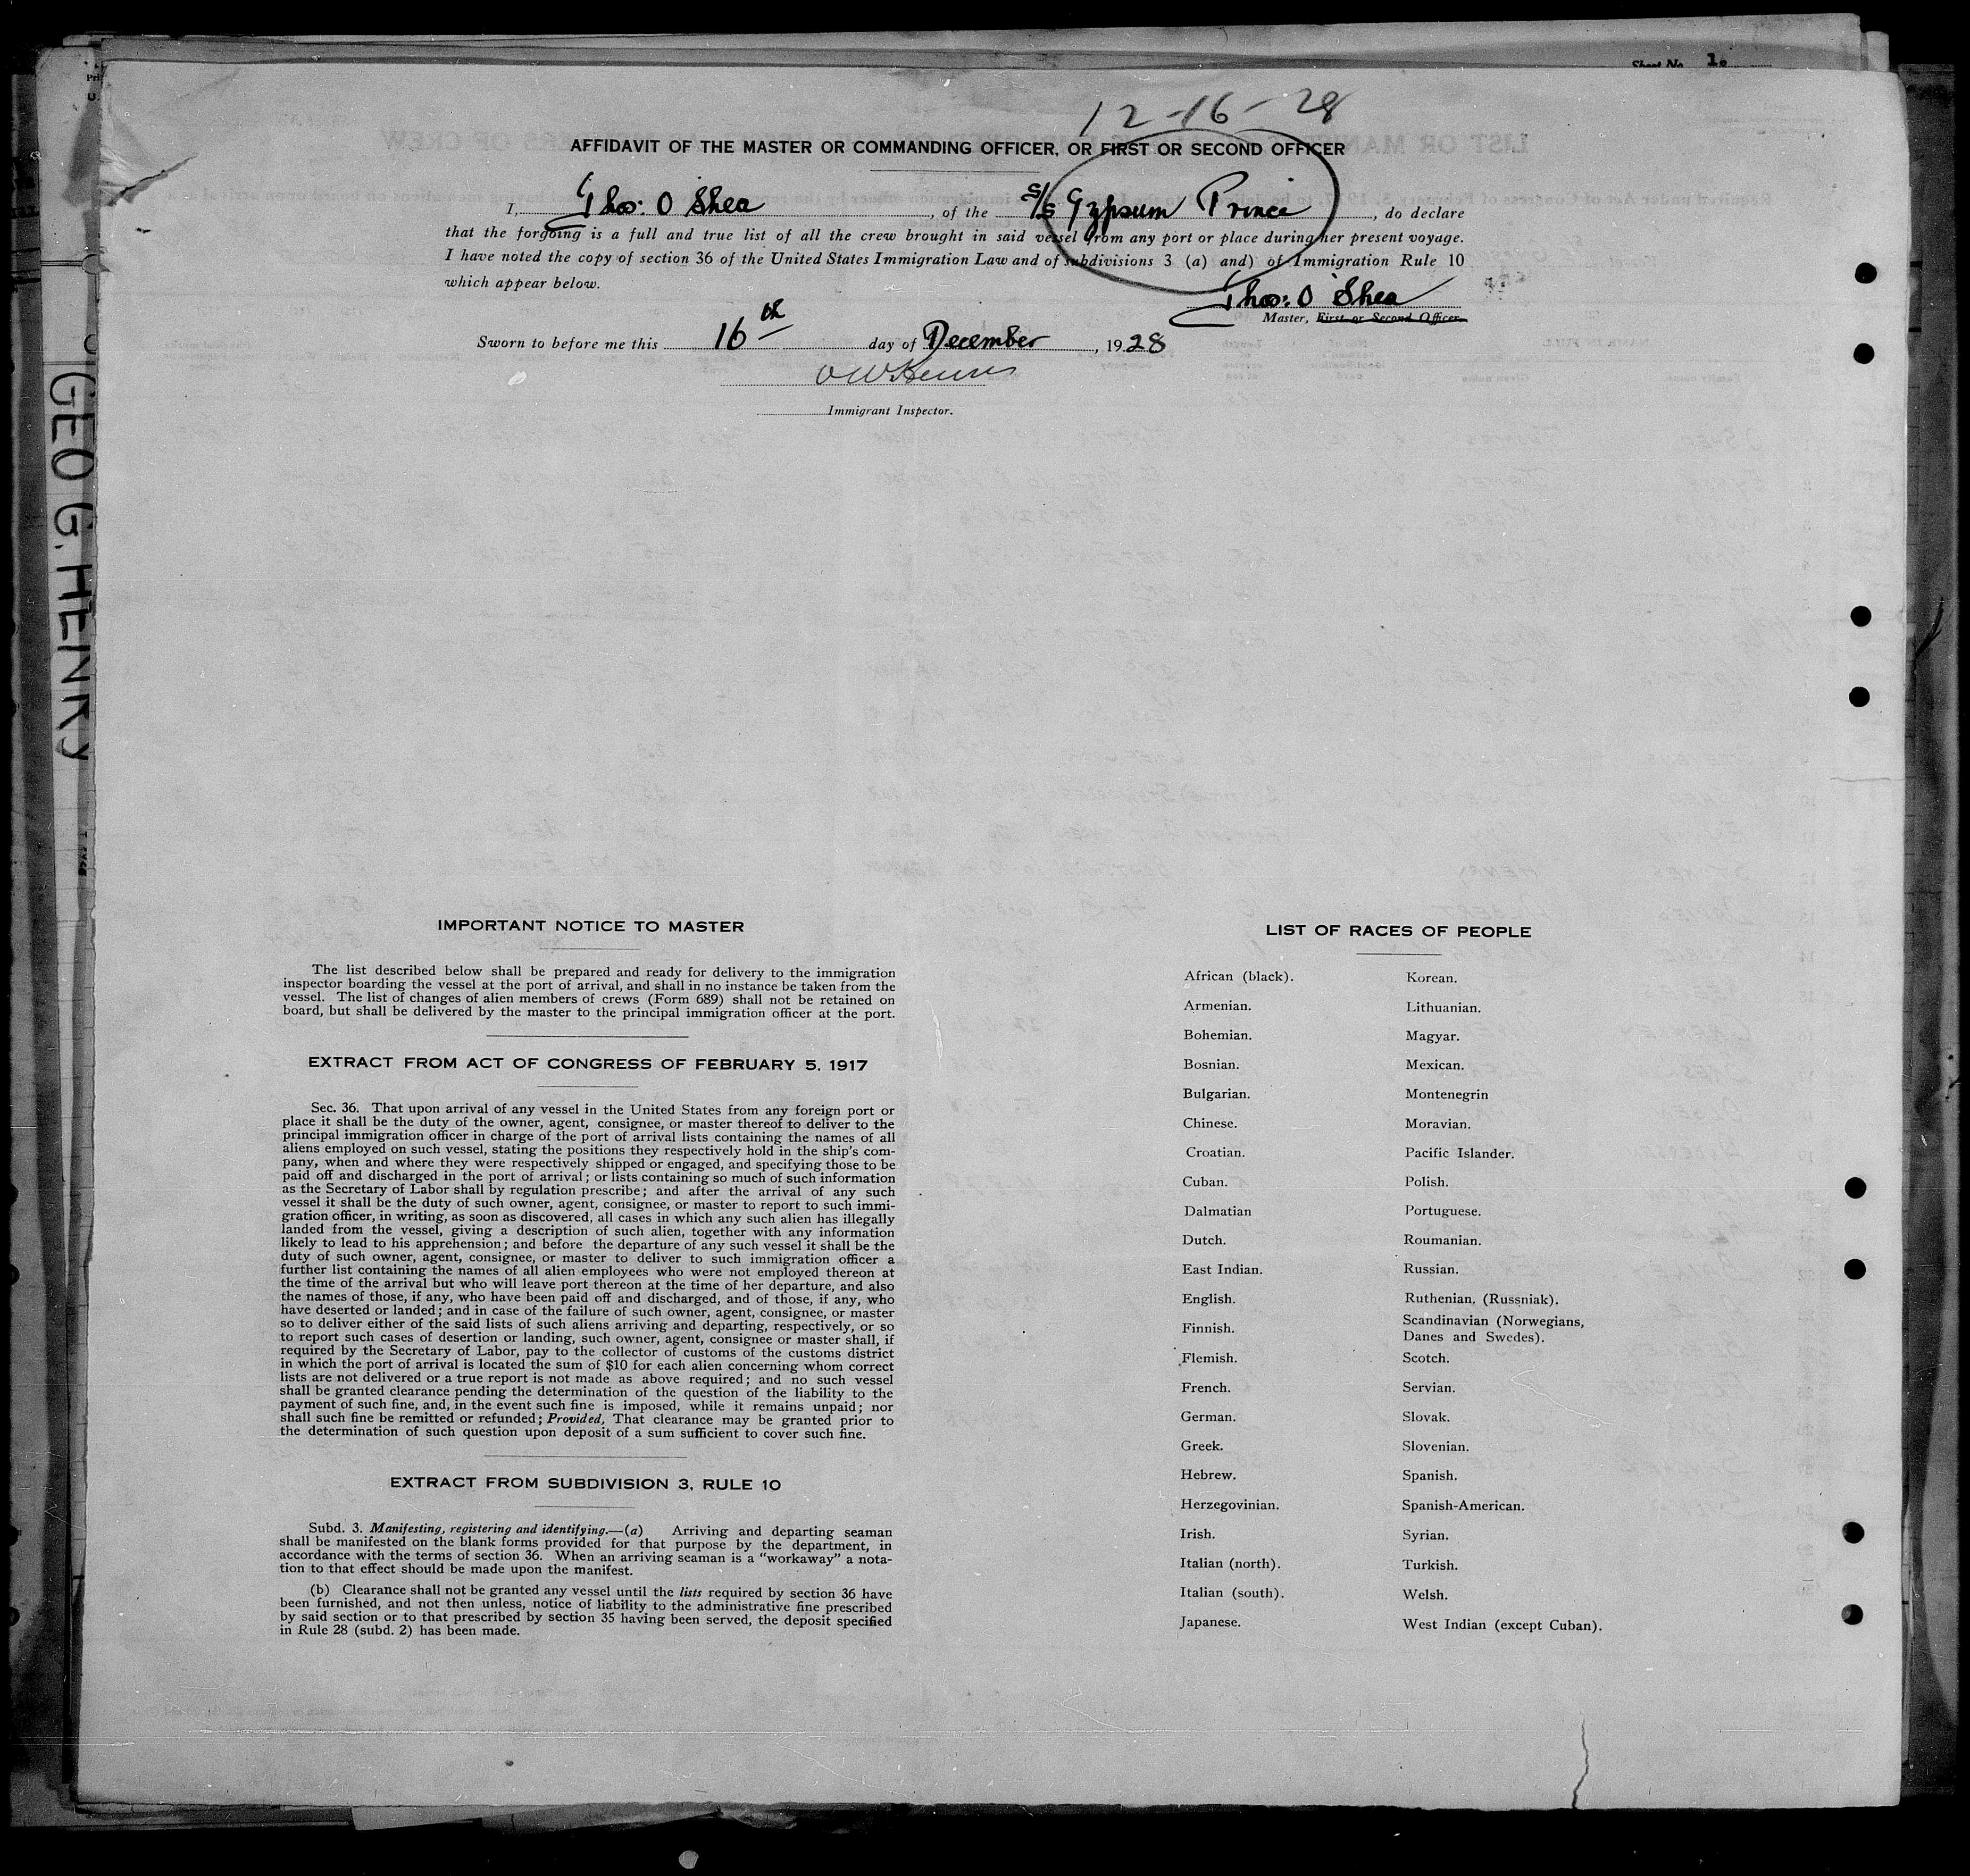 Sheet No. 1.
12-16-28
AFFIDAVIT OF THE MASTER OR COMMANDING OFFICER, OR FIRST OR SECOND OFFICER
I, Thos: O Shea, of the S/S Gypsum Prince, do declare
that the forgoing is a full and true list of all the crew brought in said vessel from any port or place during her present voyage.
I have noted the copy of section 36 of the United States Immigration Law and of subdivisions 3 (a) and) of Immigration Rule 10
which appear below.
Thos: O Shea
Master, First or Second Officer.
Sworn to before me this 16th day of December, 1928
Immigrant Inspector.
GEO G. HENRY
IMPORTANT NOTICE TO MASTER
The list described below shall be prepared and ready for delivery to the immigration
inspector boarding the vessel at the port of arrival, and shall in no instance be taken from the
vessel. The list of changes of alien members of crews (Form 689) shall not be retained on
board, but shall be delivered by the master to the principal immigration officer at the port.
EXTRACT FROM ACT OF CONGRESS OF FEBRUARY 5, 1917
Sec. 36. That upon arrival of any vessel in the United States from any foreign port or
place it shall be the duty of the owner, agent, consignee, or master thereof to deliver to the
principal immigration officer in charge of the port of arrival lists containing the names of all
aliens employed on such vessel, stating the positions they respectively hold in the ship's com-
pany, when and where they were respectively shipped or engaged, and specifying those to be
paid off and discharged in the port of arrival; or lists containing so much of such information
as the Secretary of Labor shall by regulation prescribe; and after the arrival of any such
vessel it shall be the duty of such owner, agent, consignee, or master to report to such immi-
gration officer, in writing, as soon as discovered, all cases in which any such alien has illegally
landed from the vessel, giving a description of such alien, together with any information
likely to lead to his apprehension; and before the departure of any such vessel it shall be the
duty of such owner, agent, consignee, or master to deliver to such immigration officer a
further list containing the names of all alien employees who were not employed thereon at
the time of the arrival but who will leave port thereon at the time of her departure, and also
the names of those, if any, who have been paid off and discharged, and of those, if any, who
have deserted or landed; and in case of the failure of such owner, agent, consignee, or master
so to deliver either of the said lists of such aliens arriving and departing, respectively, or so
to report such cases of desertion or landing, such owner, agent, consignee or master shall, if
required by the Secretary of Labor, pay to the collector of customs of the customs district
in which the port of arrival is located the sum of $10 for each alien concerning whom correct
lists are not delivered or a true report is not made as above required; and no such vessel
shall be granted clearance pending the determination of the question of the liability to the
payment of such fine, and, in the event such fine is imposed, while it remains unpaid; nor
shall such fine be remitted or refunded; Provided, That clearance may be granted prior to
the determination of such question upon deposit of a sum sufficient to cover such fine.
EXTRACT FROM SUBDIVISION 3, RULE 10
Subd. 3. Manifesting, registering and identifying.—(a) Arriving and departing seaman
shall be manifested on the blank forms provided for that purpose by the department, in
accordance with the terms of section 36. When an arriving seaman is a "workaway" a nota-
tion to that effect should be made upon the manifest.
(b) Clearance shall not be granted any vessel until the lists required by section 36 have
been furnished, and not then unless, notice of liability to the administrative fine prescribed
by said section or to that prescribed by section 35 having been served, the deposit specified
in Rule 28 (subd. 2) has been made.
LIST OF RACES OF PEOPLE
African (black).
Armenian.
Bohemian.
Bosnian.
Bulgarian.
Chinese.
Croatian.
Cuban.
Dalmatian
Dutch.
East Indian.
English.
Finnish.
Flemish.
French.
German.
Greek.
Hebrew.
Herzegovinian.
Irish.
Italian (north).
Italian (south).
Japanese.
Korean.
Lithuanian.
Magyar.
Mexican.
Montenegrin
Moravian.
Pacific Islander.
Polish.
Portuguese.
Roumanian.
Russian.
Ruthenian, (Russniak).
Scandinavian (Norwegians,
Danes and Swedes).
Scotch.
Servian.
Slovak.
Slovenian.
Spanish.
Spanish-American.
Syrian.
Turkish.
Welsh.
West Indian (except Cuban).